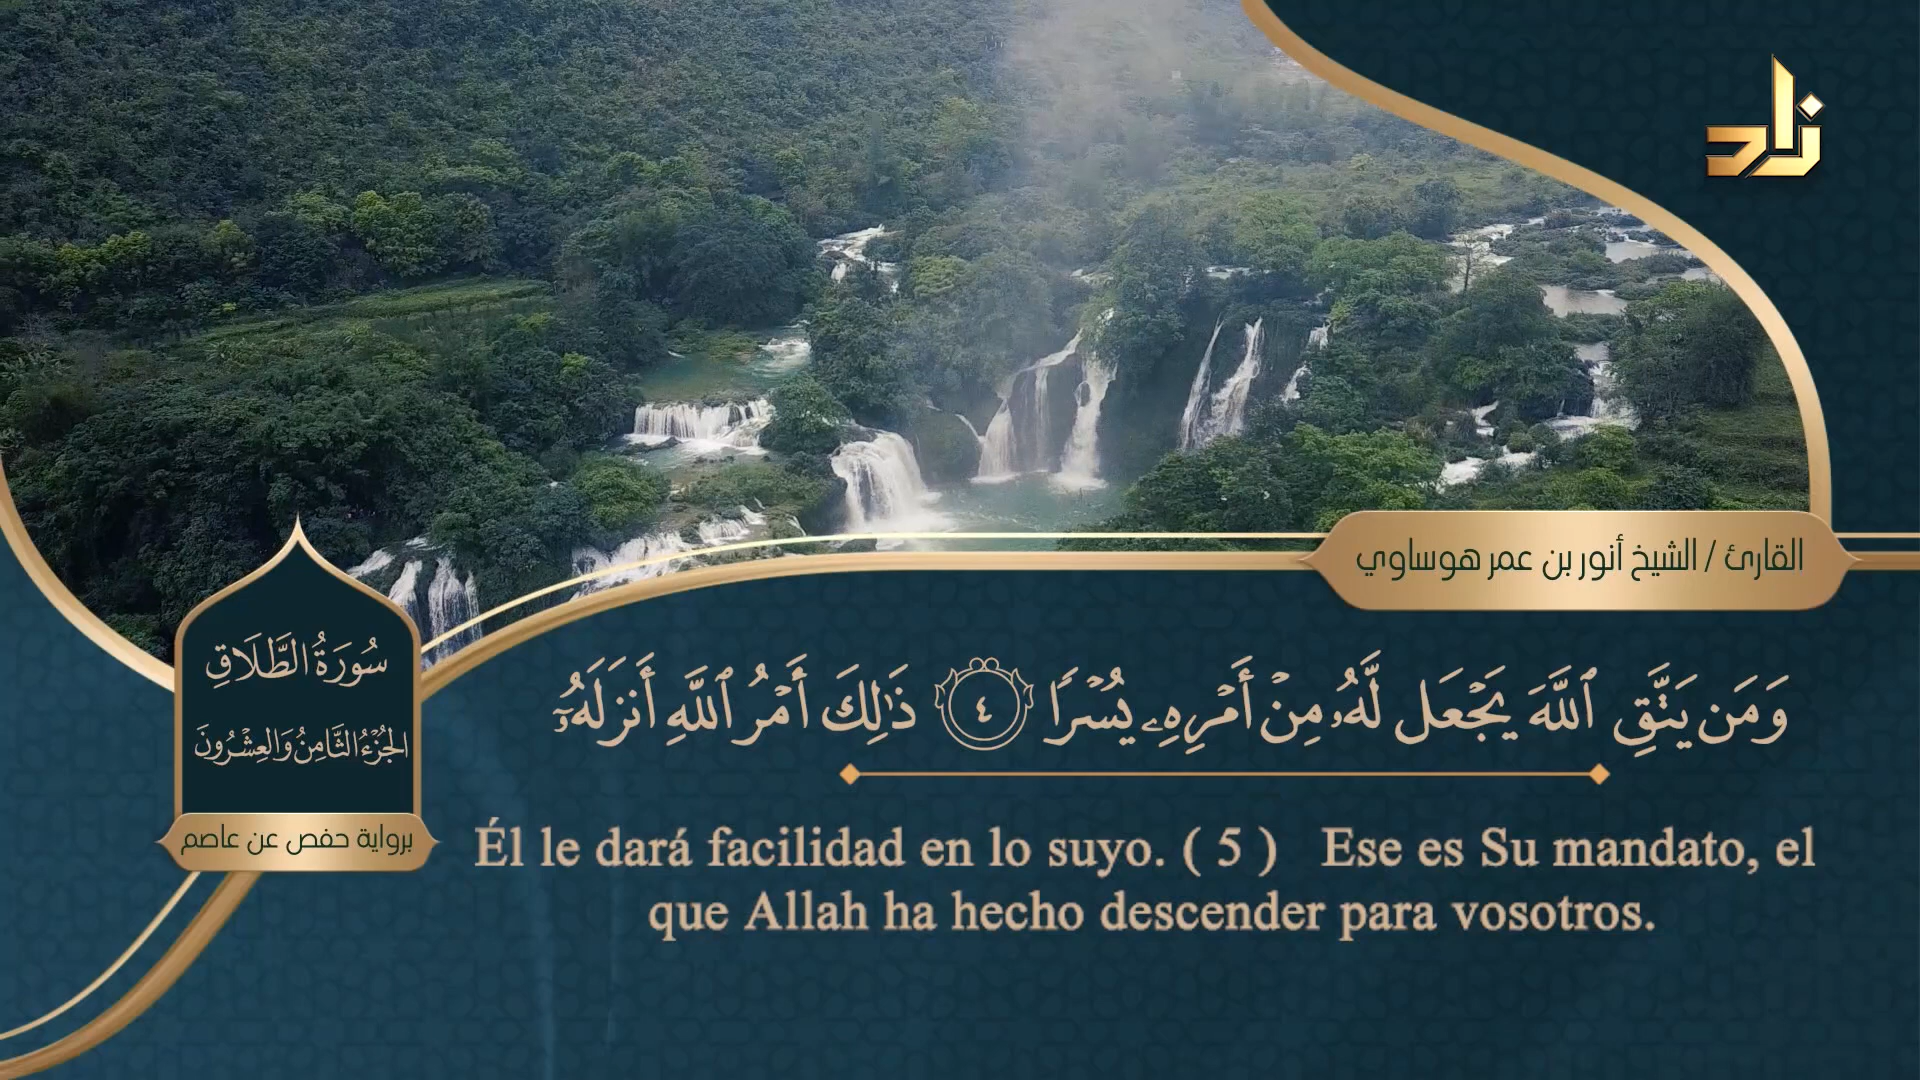 زاد
القارئ / الشيخ أنور بن عمر هوساوي
سُورَةُ الطَّلَاقِ
الجُزْءُ الثَّامِنُ وَالعِشْرُونَ
برواية حفص عن عاصم
وَمَن يَتَّقِ ٱللَّهَ يَجْعَل لَّهُۥ مِنْ أَمْرِهِۦ يُسْرًا ٤ ذَٰلِكَ أَمْرُ ٱللَّهِ أَنزَلَهُۥٓ
Él le dará facilidad en lo suyo. ( 5 ) Ese es Su mandato, el
que Allah ha hecho descender para vosotros.